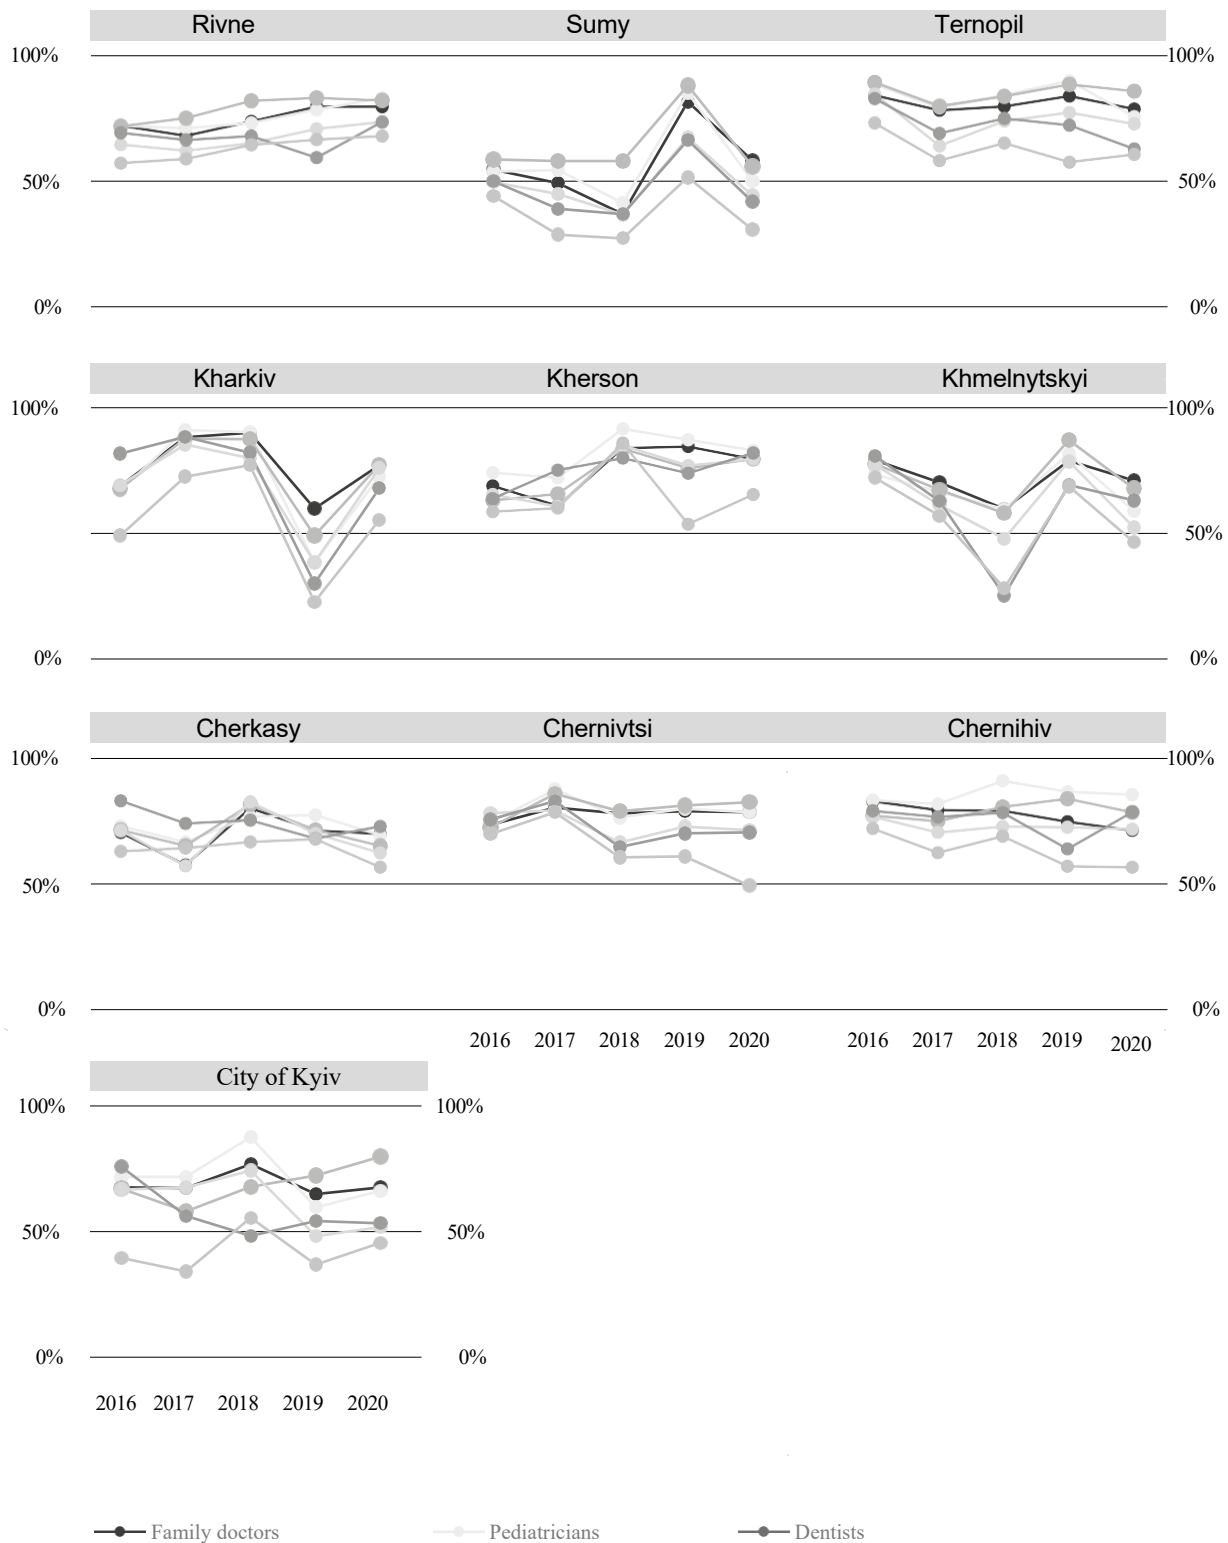 Rivne Sumy Ternopil
100% 100%
50% 50%
0% 0%
Kharkiv Kherson Khmelnytskyi
100% 100%
50% 50%
0% 0%
Cherkasy Chernivtsi Chernihiv
100% 100%
50% 50%
0% 0%
2016 2017 2018 2019 2020 2016 2017 2018 2019 2020
City of Kyiv
100% 100%
50% 50%
0% 0%
2016 2017 2018 2019 2020
Family doctors Pediatricians Dentists